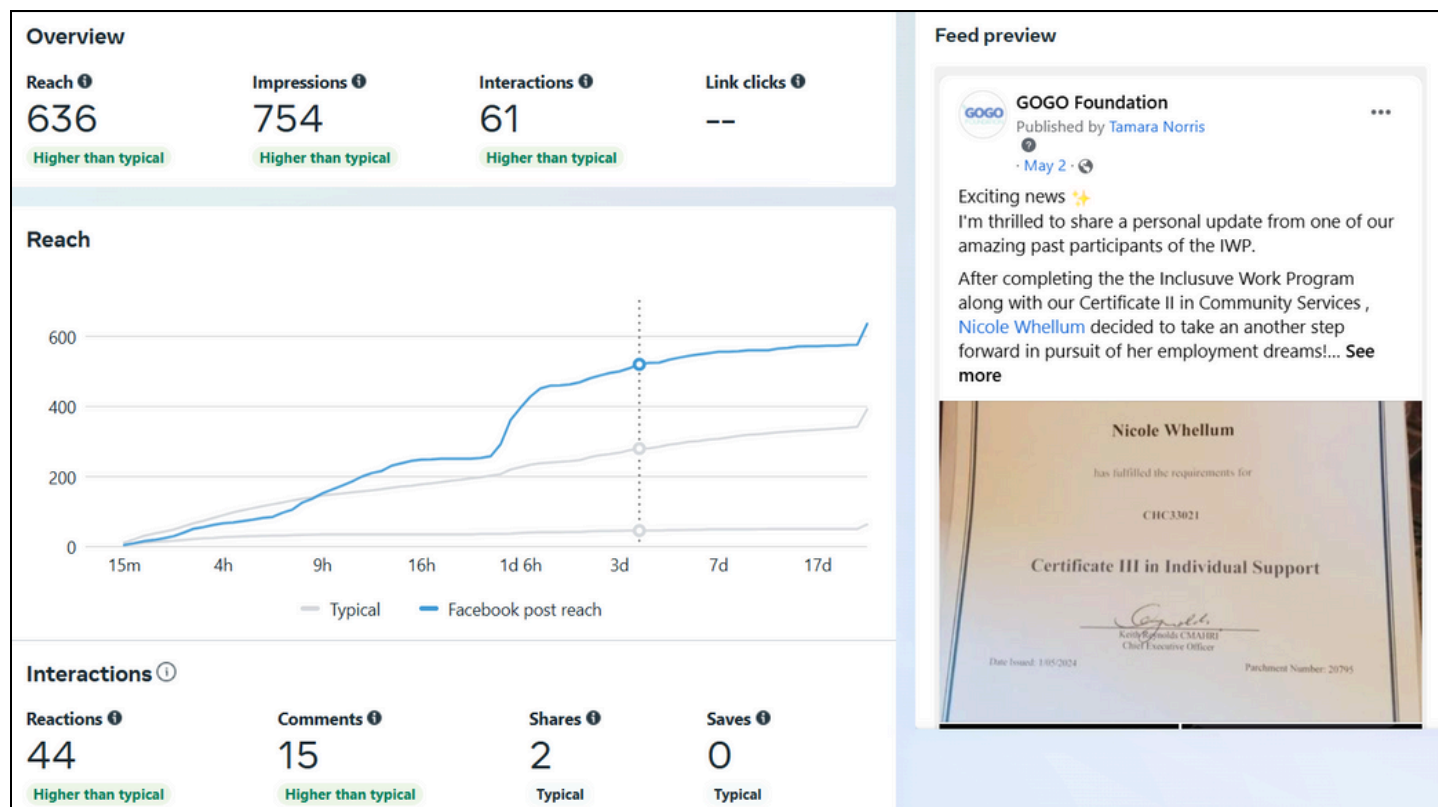 Overview
Reach
Impressions
Interactions
Link clicks
636
754
61
--
Higher than typical
Higher than typical
Higher than typical
Reach
600
400
200
0
15m
4h
9h
16h
1d 6h
3d
7d
17d
Typical
Facebook post reach
Interactions
Reactions
Comments
Shares
Saves
44
15
2
0
Higher than typical
Higher than typical
Typical
Typical
Feed preview
GOGO
GOGO Foundation
Published by Tamara Norris
· May 2 ·
Exciting news ✨
I'm thrilled to share a personal update from one of our
amazing past participants of the IWP.
After completing the the Inclusuve Work Program
along with our Certificate II in Community Services ,
Nicole Whellum decided to take an another step
forward in pursuit of her employment dreams!... See
more
Nicole Whellum
has fulfilled the requirements for
CHC33021
Certificate III in Individual Support
Keith Reynolds CMAHRI
Chief Executive Officer
Date Issued: 1/05/2024
Parchment Number: 20795